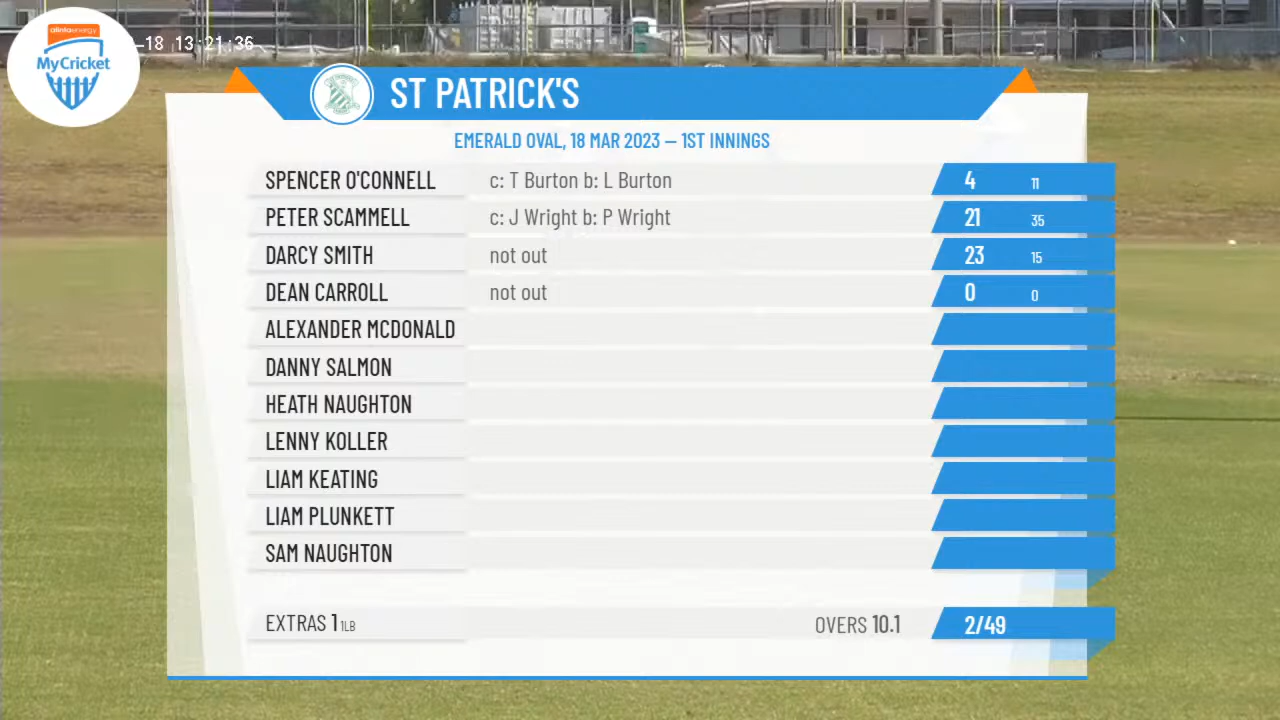 alintaenergy
MyCricket
-18 13:21:36
ST PATRICK'S
EMERALD OVAL, 18 MAR 2023 – 1ST INNINGS
SPENCER O'CONNELL c: T Burton b: L Burton 4 11
PETER SCAMMELL c: J Wright b: P Wright 21 35
DARCY SMITH not out 23 15
DEAN CARROLL not out 0 0
ALEXANDER MCDONALD
DANNY SALMON
HEATH NAUGHTON
LENNY KOLLER
LIAM KEATING
LIAM PLUNKETT
SAM NAUGHTON
EXTRAS 1 1LB OVERS 10.1 2/49